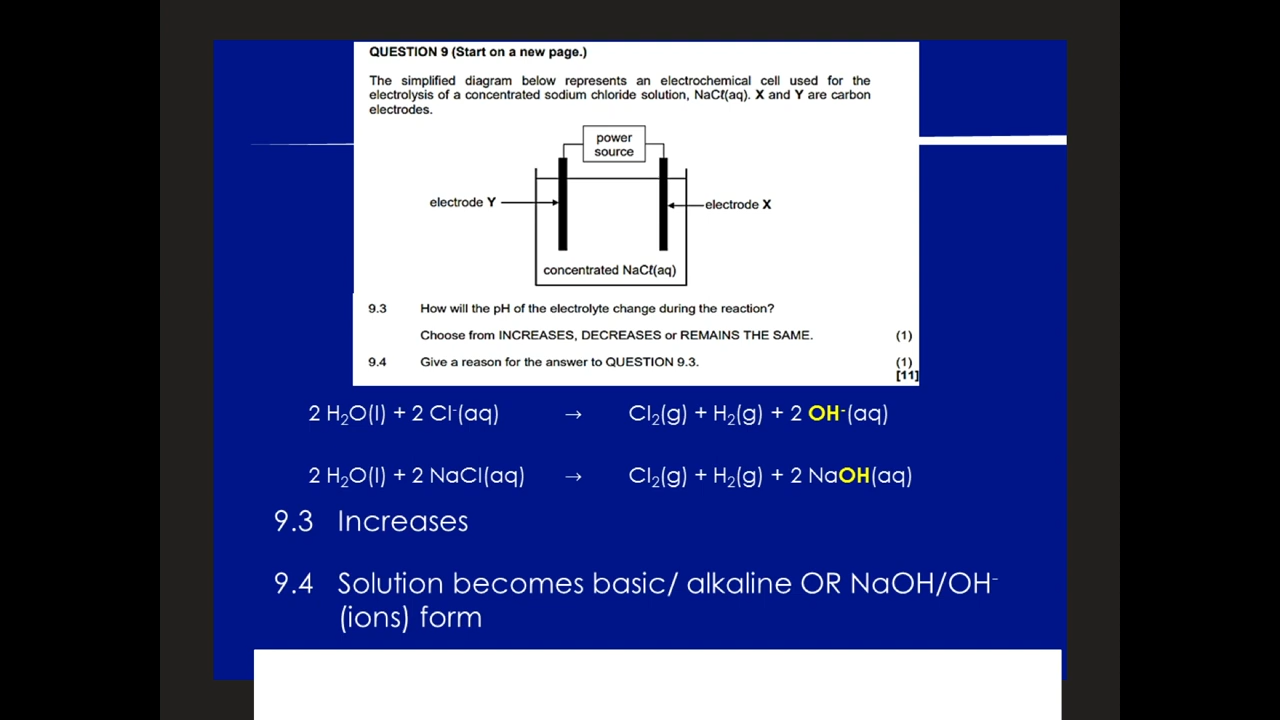 QUESTION 9 (Start on a new page.)
The simplified diagram below represents an electrochemical cell used for the
electrolysis of a concentrated sodium chloride solution, NaCℓ(aq). X and Y are carbon
electrodes.
power
source
electrode Y
electrode X
concentrated NaCℓ(aq)
9.3 How will the pH of the electrolyte change during the reaction?
Choose from INCREASES, DECREASES or REMAINS THE SAME. (1)
9.4 Give a reason for the answer to QUESTION 9.3. (1)
[11]
2 H₂O(l) + 2 Cl⁻(aq) → Cl₂(g) + H₂(g) + 2 OH⁻(aq)
2 H₂O(l) + 2 NaCl(aq) → Cl₂(g) + H₂(g) + 2 NaOH(aq)
9.3 Increases
9.4 Solution becomes basic/ alkaline OR NaOH/OH⁻
(ions) form